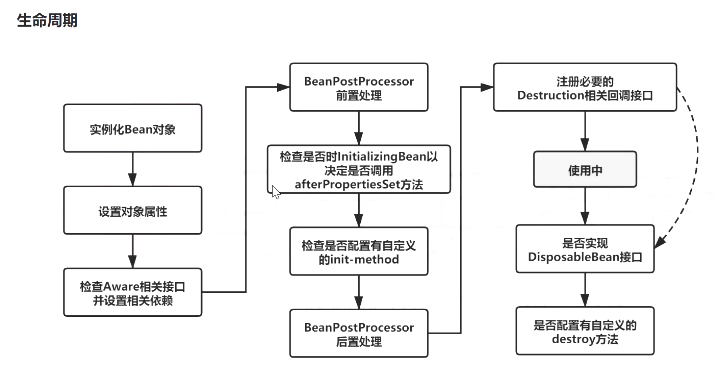 生命周期
实例化Bean对象
设置对象属性
检查Aware相关接口
并设置相关依赖
BeanPostProcessor
前置处理
检查是否时InitializingBean以
决定是否调用
afterPropertiesSet方法
检查是否配置有自定义
的init-method
BeanPostProcessor
后置处理
注册必要的
Destruction相关回调接口
使用中
是否实现
DisposableBean接口
是否配置有自定义的
destroy方法